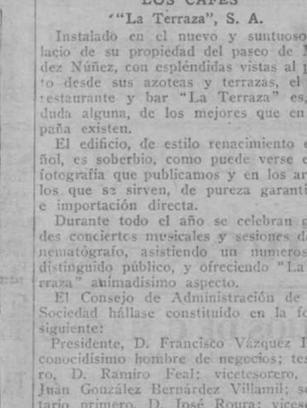 LOS CAFES
"La Terraza", S. A.
Instalado en el nuevo y suntuoso
lacio de su propiedad del paseo de
dez Núñez, con espléndidas vistas al p
to desde sus azoteas y terrazas, el
restaurante y bar "La Terraza" es,
duda alguna, de los mejores que en
paña existen.
El edificio, de estilo renacimiento e
ñol, es soberbio, como puede verse e
fotografía que publicamos y en los ar
los que se sirven, de pureza garanti
e importación directa.
Durante todo el año se celebran
des conciertos musicales y sesiones d
nematógrafo, asistiendo un numeros
distinguido público, y ofreciendo "La
rraza" animadísimo aspecto.
El Consejo de Administración de
Sociedad hállase constituído en la fo
siguiente:
Presidente, D. Francisco Vázquez
conocidísimo hombre de negocios; te
ro, D. Ramiro Feal; vicetesorero,
Juan González Bernárdez Villamil; s
tario primero, D. José Roura; vices